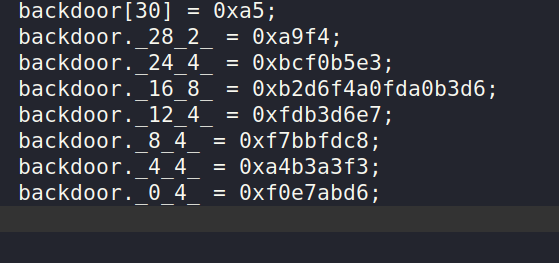 backdoor[30] = 0xa5;
backdoor._28_2_ = 0xa9f4;
backdoor._24_4_ = 0xbcf0b5e3;
backdoor._16_8_ = 0xb2d6f4a0fda0b3d6;
backdoor._12_4_ = 0xfdb3d6e7;
backdoor._8_4_ = 0xf7bbfdc8;
backdoor._4_4_ = 0xa4b3a3f3;
backdoor._0_4_ = 0xf0e7abd6;